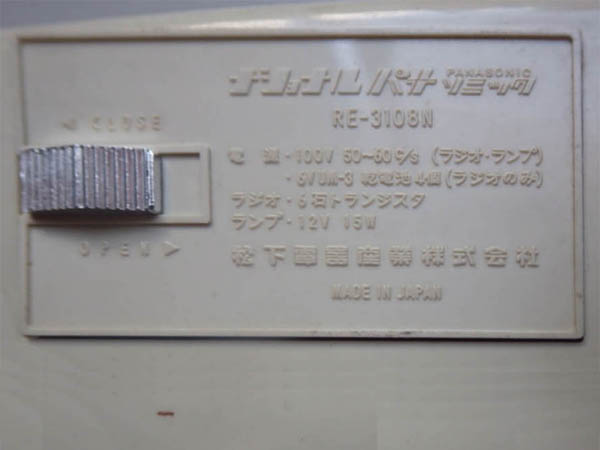 ナショナル パナソニック
PANASONIC
RE-3108N
◀ CLOSE
電源・100V 50~60c/s (ラジオ・ランプ)
・6V UM-3 乾電池4個(ラジオのみ)
ラジオ・6石トランジスタ
ランプ・12V 15W
OPEN ▶
松下電器産業株式会社
MADE IN JAPAN